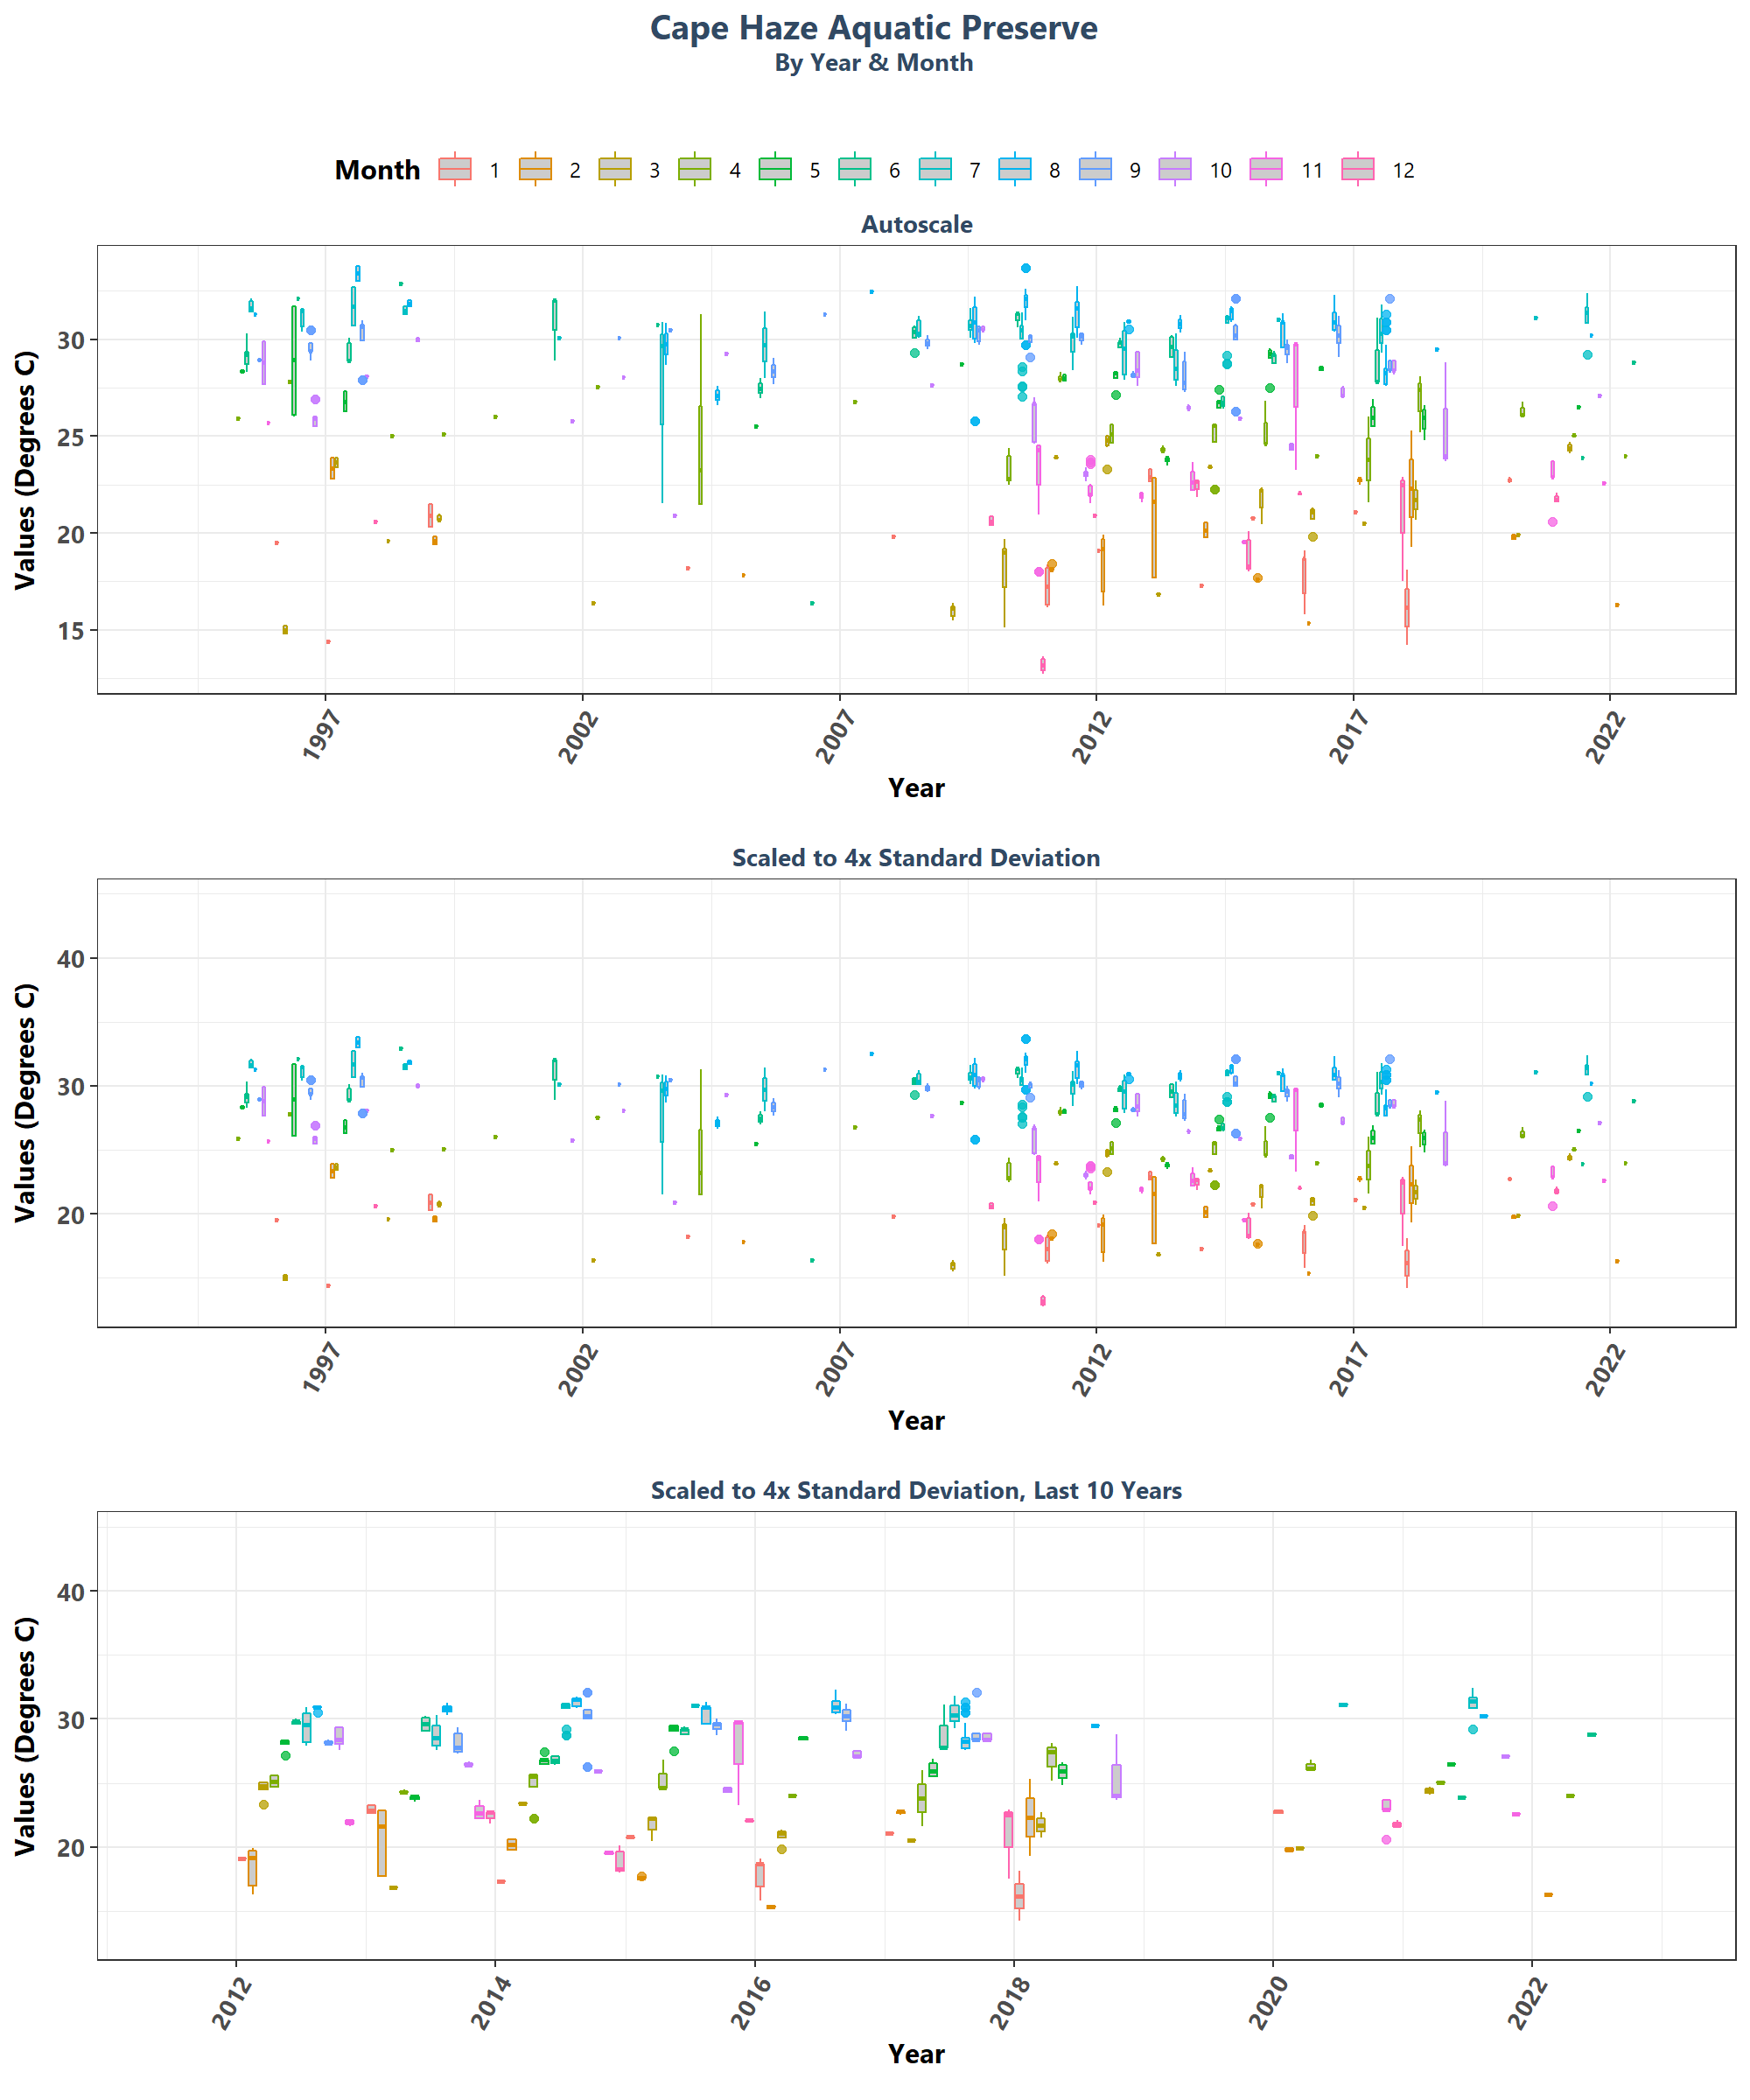 Cape Haze Aquatic Preserve
By Year & Month
Month 1 2 3 4 5 6 7 8 9 10 11 12
Autoscale
Values (Degrees C)
30
25
20
15
1997 2002 2007 2012 2017 2022
Year
Scaled to 4x Standard Deviation
Values (Degrees C)
40
30
20
1997 2002 2007 2012 2017 2022
Year
Scaled to 4x Standard Deviation, Last 10 Years
Values (Degrees C)
40
30
20
2012 2014 2016 2018 2020 2022
Year